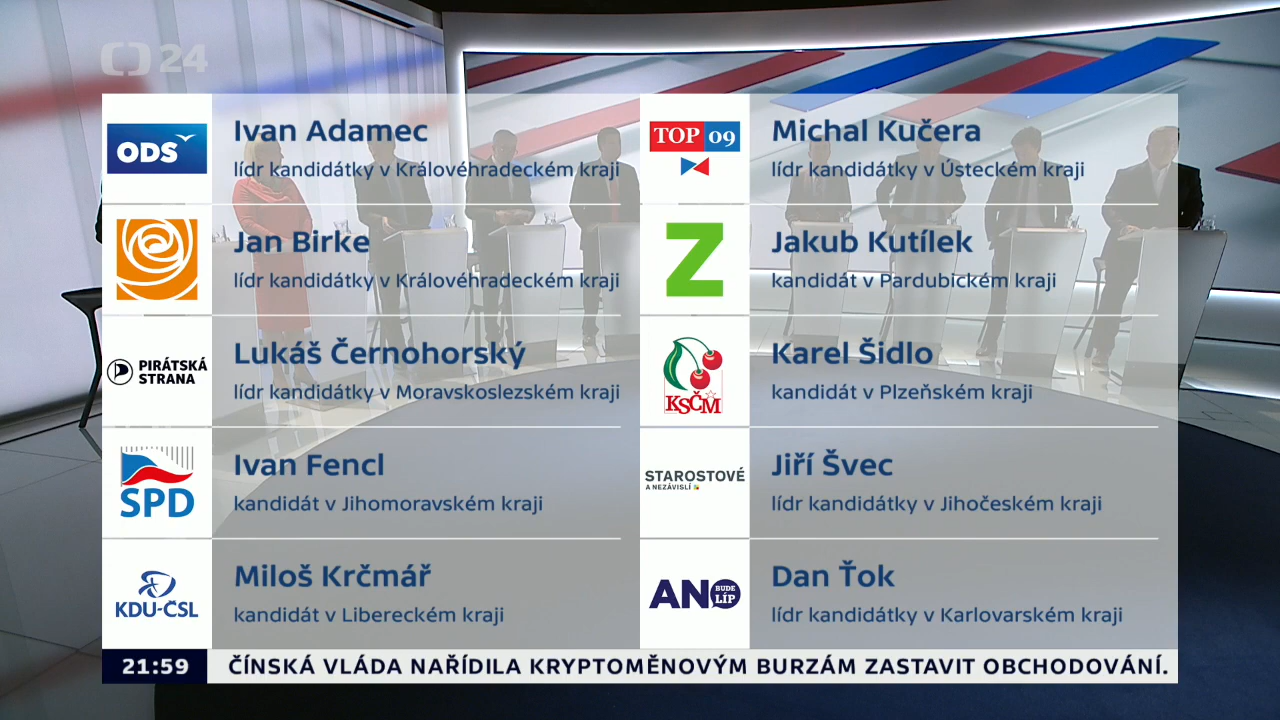 24
ODS
Ivan Adamec
lídr kandidátky v Královéhradeckém kraji
Jan Birke
lídr kandidátky v Královéhradeckém kraji
PIRÁTSKÁ
STRANA
Lukáš Černohorský
lídr kandidátky v Moravskoslezském kraji
SPD
Ivan Fencl
kandidát v Jihomoravském kraji
KDU-ČSL
Miloš Krčmář
kandidát v Libereckém kraji
TOP 09
Michal Kučera
lídr kandidátky v Ústeckém kraji
Z
Jakub Kutílek
kandidát v Pardubickém kraji
KSČM
Karel Šidlo
kandidát v Plzeňském kraji
STAROSTOVÉ
A NEZÁVISLÍ
Jiří Švec
lídr kandidátky v Jihočeském kraji
ANO
BUDE
LÍP
Dan Ťok
lídr kandidátky v Karlovarském kraji
21:59 ČÍNSKÁ VLÁDA NAŘÍDILA KRYPTOMĚNOVÝM BURZÁM ZASTAVIT OBCHODOVÁNÍ.